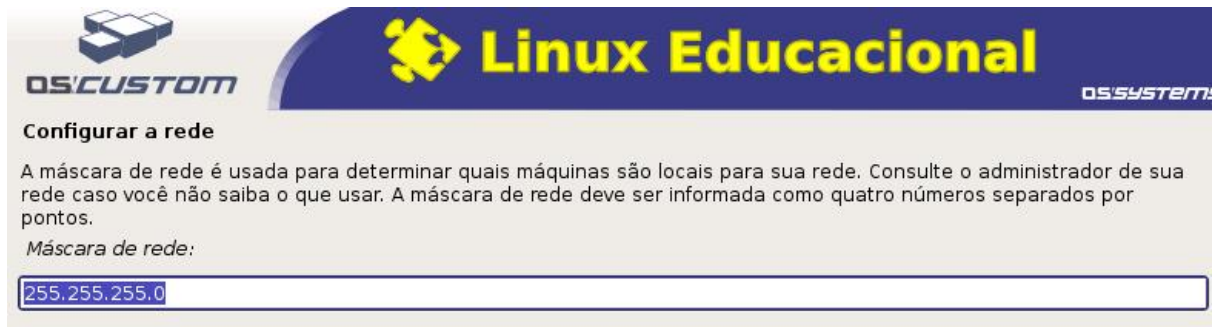 OS'CUSTOM
Linux Educacional
OS'SYSTEMS
Configurar a rede
A máscara de rede é usada para determinar quais máquinas são locais para sua rede. Consulte o administrador de sua
rede caso você não saiba o que usar. A máscara de rede deve ser informada como quatro números separados por
pontos.
Máscara de rede:
255.255.255.0